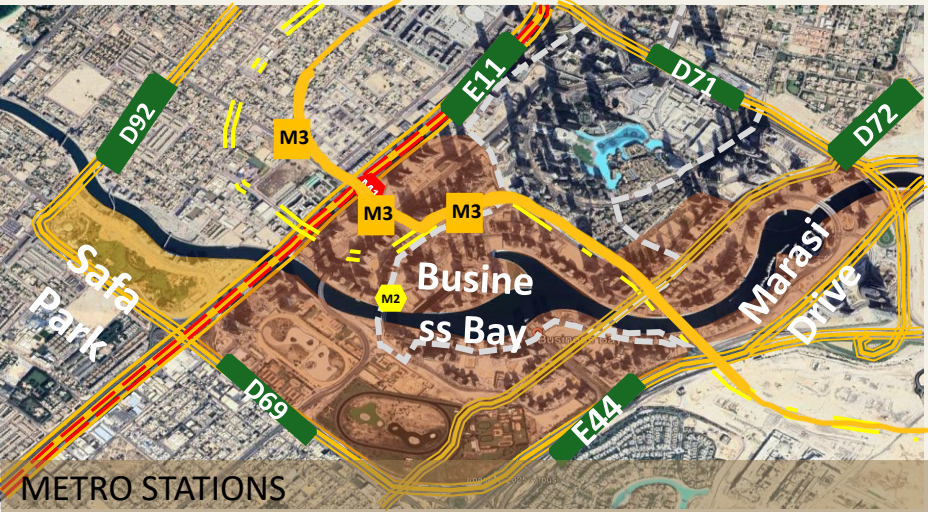 E11
D71
D72
D92
M3
M1
M3
M3
Safa
Park
Busine
ss Bay
M2
Marasi
Drive
D69
E44
METRO STATIONS